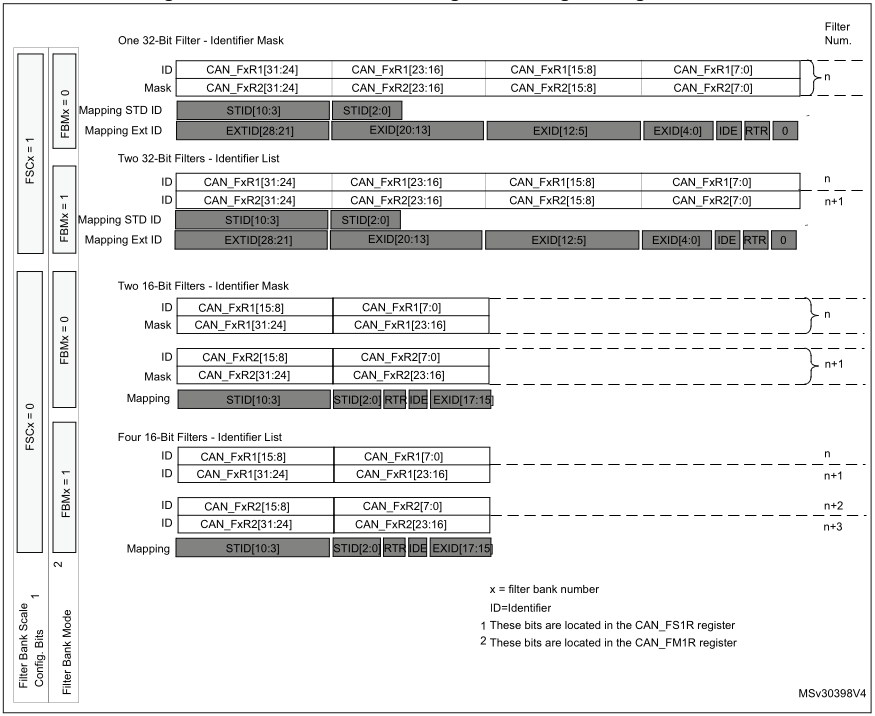 Filter
Num.
One 32-Bit Filter - Identifier Mask
ID CAN_FxR1[31:24] CAN_FxR1[23:16] CAN_FxR1[15:8] CAN_FxR1[7:0] n
Mask CAN_FxR2[31:24] CAN_FxR2[23:16] CAN_FxR2[15:8] CAN_FxR2[7:0]
Mapping STD ID STID[10:3] STID[2:0]
Mapping Ext ID EXTID[28:21] EXID[20:13] EXID[12:5] EXID[4:0] IDE RTR 0
FBMx = 0
FSCx = 1
Two 32-Bit Filters - Identifier List
ID CAN_FxR1[31:24] CAN_FxR1[23:16] CAN_FxR1[15:8] CAN_FxR1[7:0] n
ID CAN_FxR2[31:24] CAN_FxR2[23:16] CAN_FxR2[15:8] CAN_FxR2[7:0] n+1
Mapping STD ID STID[10:3] STID[2:0]
Mapping Ext ID EXTID[28:21] EXID[20:13] EXID[12:5] EXID[4:0] IDE RTR 0
FBMx = 1
Two 16-Bit Filters - Identifier Mask
ID CAN_FxR1[15:8] CAN_FxR1[7:0] n
Mask CAN_FxR1[31:24] CAN_FxR1[23:16]
ID CAN_FxR2[15:8] CAN_FxR2[7:0] n+1
Mask CAN_FxR2[31:24] CAN_FxR2[23:16]
Mapping STID[10:3] STID[2:0] RTR IDE EXID[17:15]
FBMx = 0
FSCx = 0
Four 16-Bit Filters - Identifier List
ID CAN_FxR1[15:8] CAN_FxR1[7:0] n
ID CAN_FxR1[31:24] CAN_FxR1[23:16] n+1
ID CAN_FxR2[15:8] CAN_FxR2[7:0] n+2
ID CAN_FxR2[31:24] CAN_FxR2[23:16] n+3
Mapping STID[10:3] STID[2:0] RTR IDE EXID[17:15]
FBMx = 1
Filter Bank Scale
Config. Bits 1
Filter Bank Mode 2
x = filter bank number
ID=Identifier
1 These bits are located in the CAN_FS1R register
2 These bits are located in the CAN_FM1R register
MSv30398V4